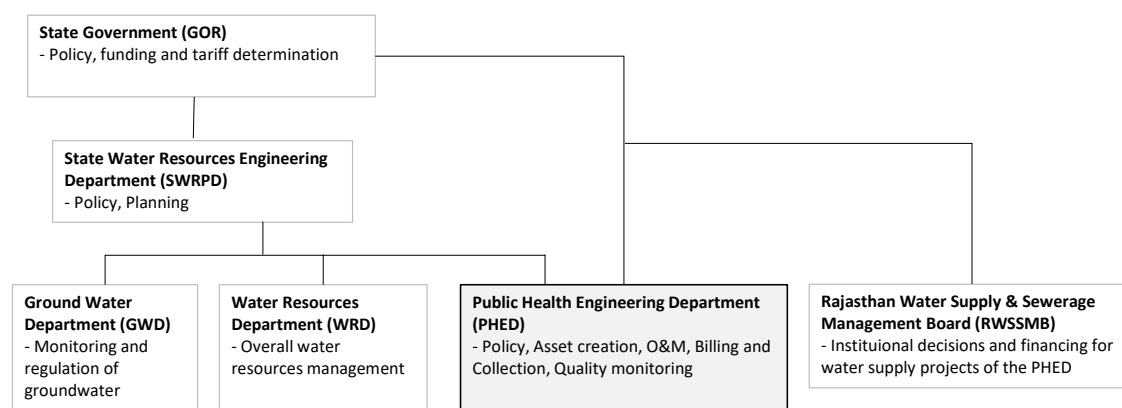 State Government (GOR)
- Policy, funding and tariff determination
State Water Resources Engineering
Department (SWRPD)
- Policy, Planning
Ground Water
Department (GWD)
- Monitoring and
regulation of
groundwater
Water Resources
Department (WRD)
- Overall water
resources management
Public Health Engineering Department
(PHED)
- Policy, Asset creation, O&M, Billing and
Collection, Quality monitoring
Rajasthan Water Supply & Sewerage
Management Board (RWSSMB)
- Instituional decisions and financing for
water supply projects of the PHED